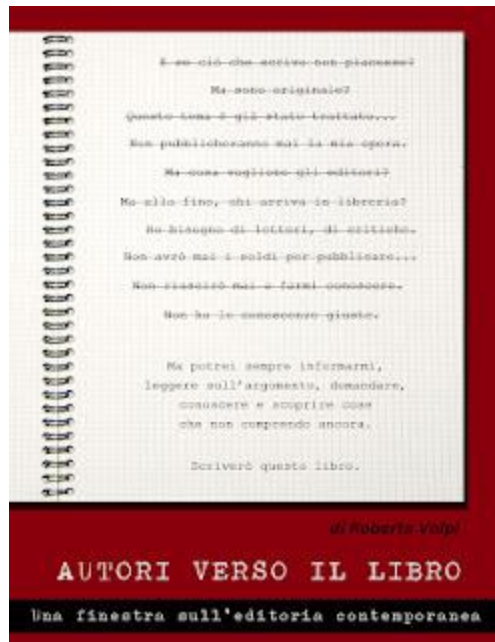 E se ciò che scrivo non piacesse?
Ma sono originale?
Questo tema è già stato trattato...
Non pubblicheranno mai la mia opera.
Ma cosa vogliono gli editori?
Ma alla fine, chi arriva in libreria?
Ho bisogno di lettori, di critiche.
Non avrò mai i soldi per pubblicare...
Non riuscirò mai a farmi conoscere.
Non ho le conoscenze giuste.
Ma potrei sempre informarmi,
leggere sull'argomento, domandare,
conoscere e scoprire cose
che non comprendo ancora.
Scriverò questo libro.
di Roberto Volpi
AUTORI VERSO IL LIBRO
Una finestra sull'editoria contemporanea